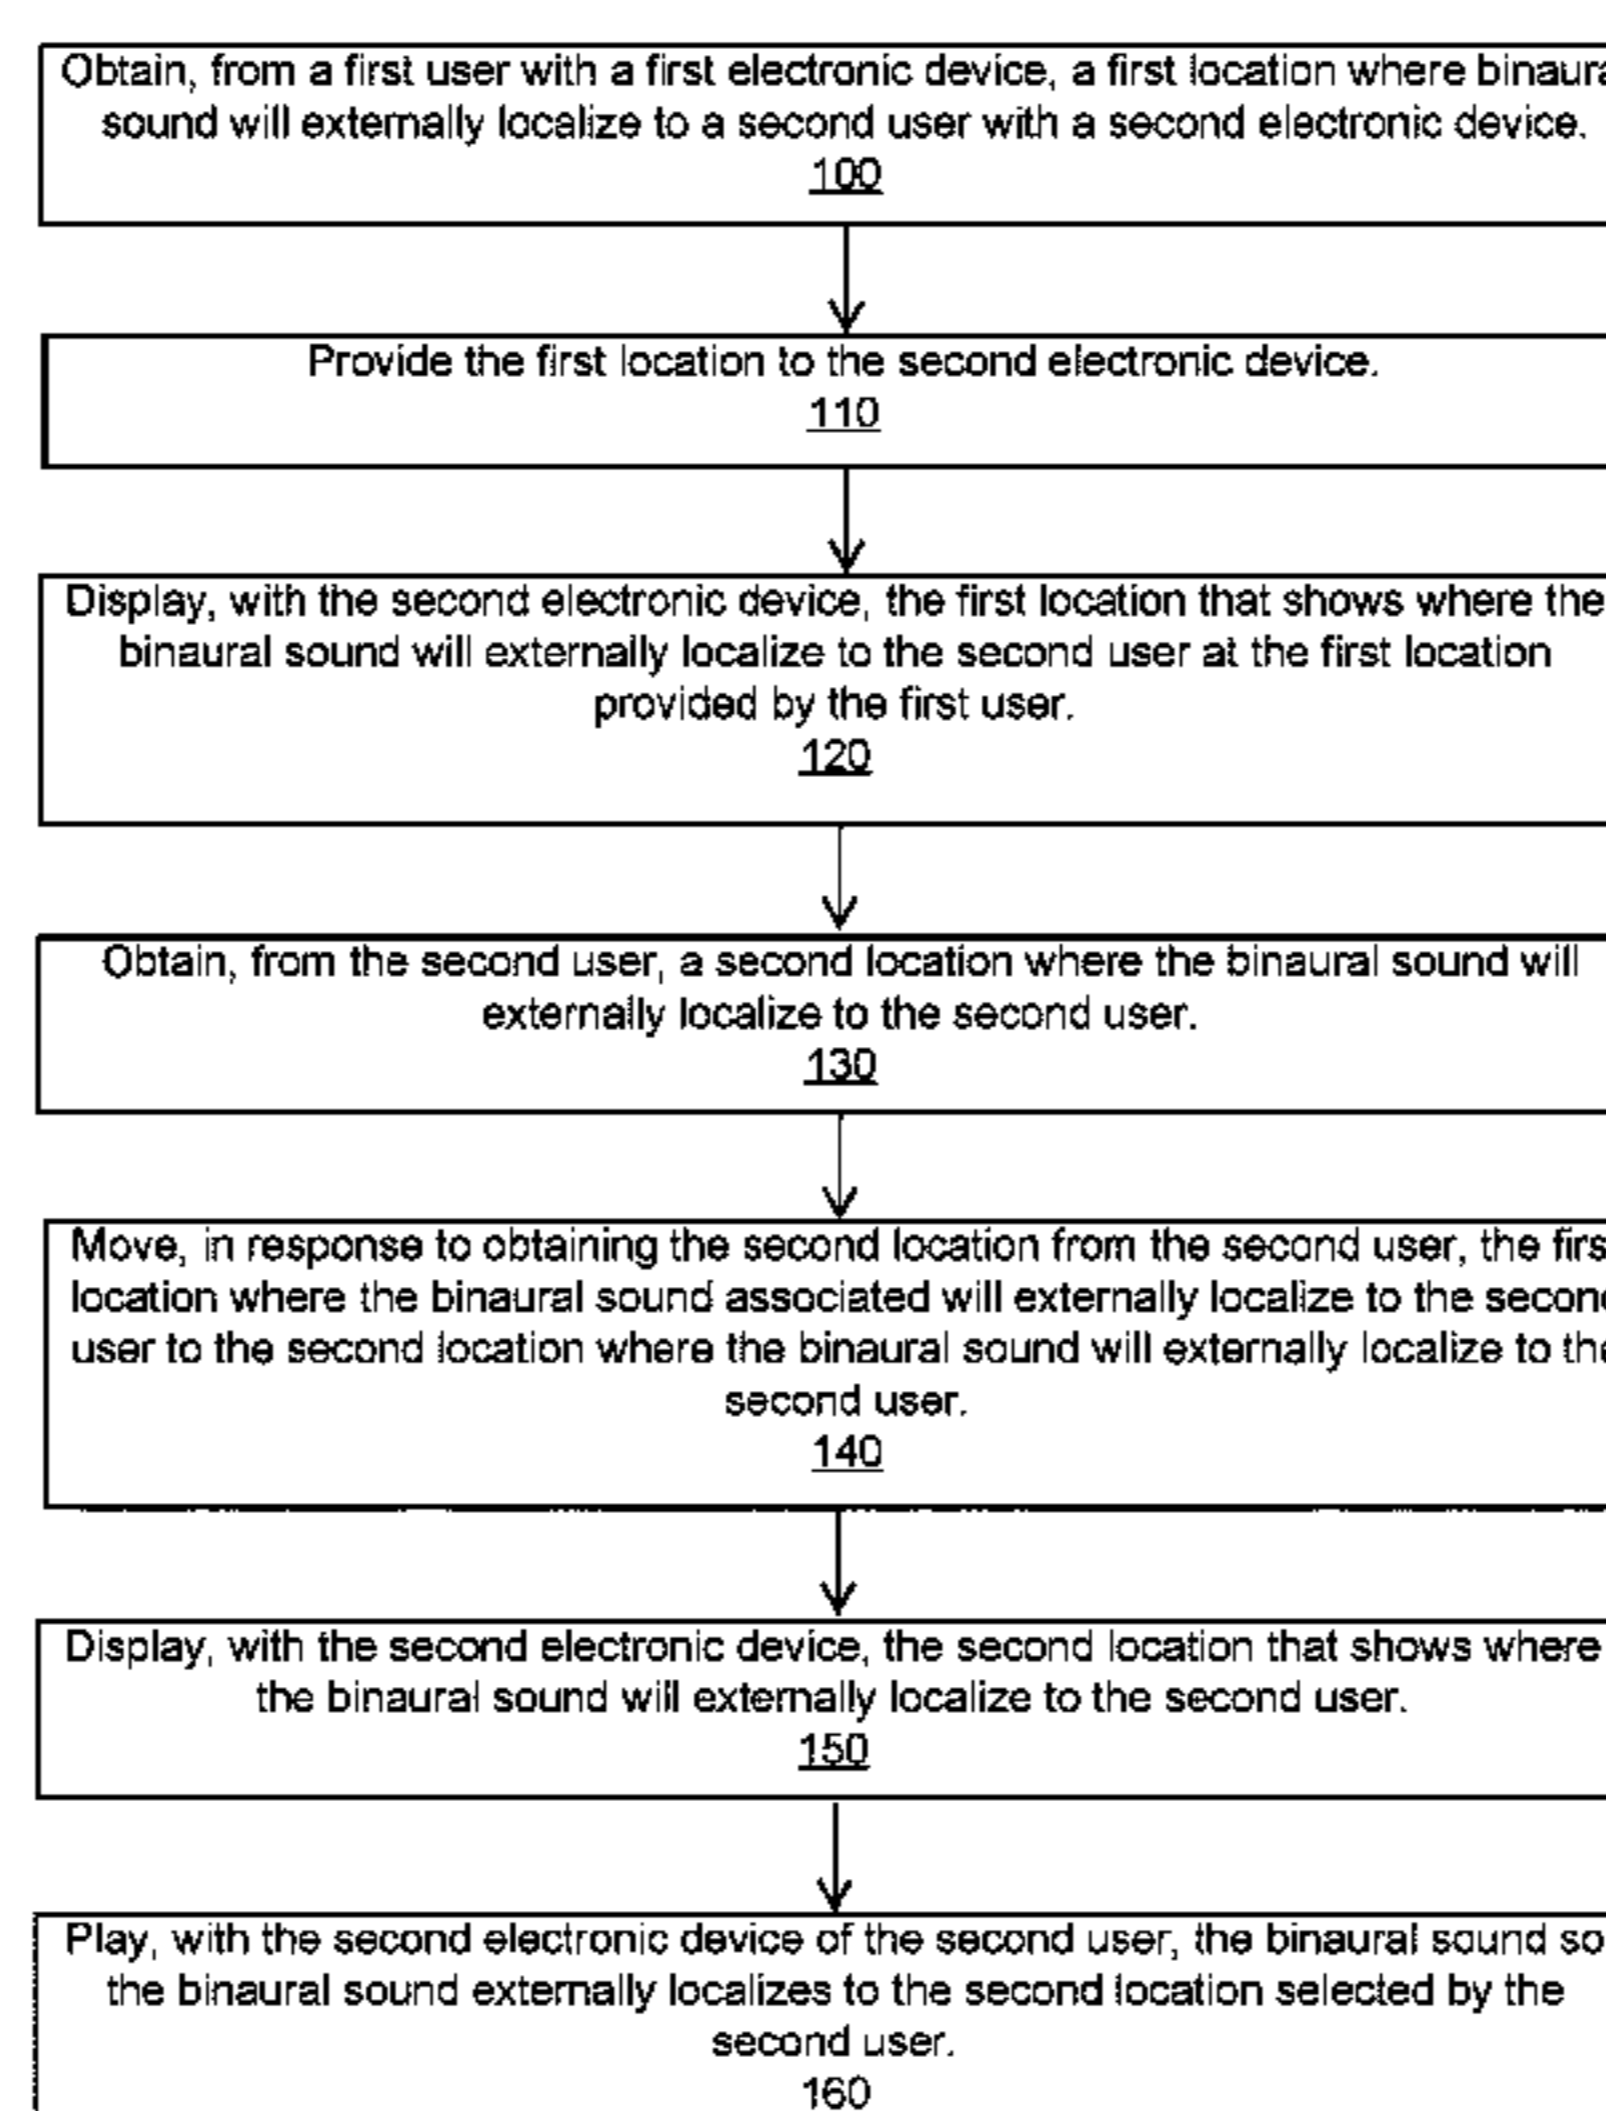 Obtain, from a first user with a first electronic device, a first location where binaura
sound will externally localize to a second user with a second electronic device.
100
Provide the first location to the second electronic device.
110
Display, with the second electronic device, the first location that shows where the
binaural sound will externally localize to the second user at the first location
provided by the first user.
120
Obtain, from the second user, a second location where the binaural sound will
externally localize to the second user.
130
Move, in response to obtaining the second location from the second user, the firs
location where the binaural sound associated will externally localize to the second
user to the second location where the binaural sound will externally localize to the
second user.
140
Display, with the second electronic device, the second location that shows where
the binaural sound will externally localize to the second user.
150
Play, with the second electronic device of the second user, the binaural sound so
the binaural sound externally localizes to the second location selected by the
second user.
160